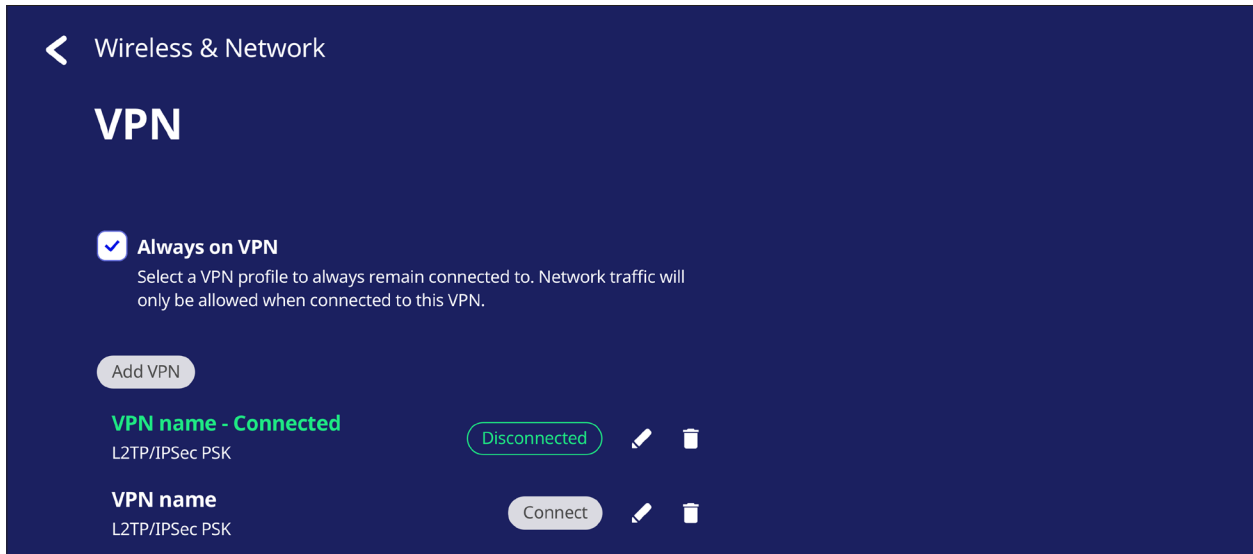 Wireless & Network
VPN
Always on VPN
Select a VPN profile to always remain connected to. Network traffic will
only be allowed when connected to this VPN.
Add VPN
VPN name - Connected
L2TP/IPSec PSK
Disconnected
VPN name
L2TP/IPSec PSK
Connect